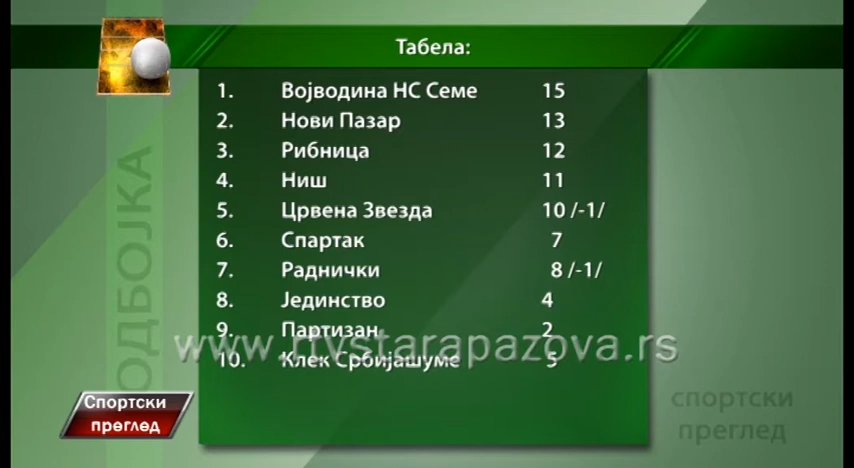 Табела:
1. Војводина НС Семе 15
2. Нови Пазар 13
3. Рибница 12
4. Ниш 11
5. Црвена Звезда 10 /-1/
6. Спартак 7
7. Раднички 8 /-1/
8. Јединство 4
9. Партизан 2
10. Клек Србијашуме 5
www.rtvstarapazova.rs
ОДБОЈКА
Спортски
преглед
спортски
преглед